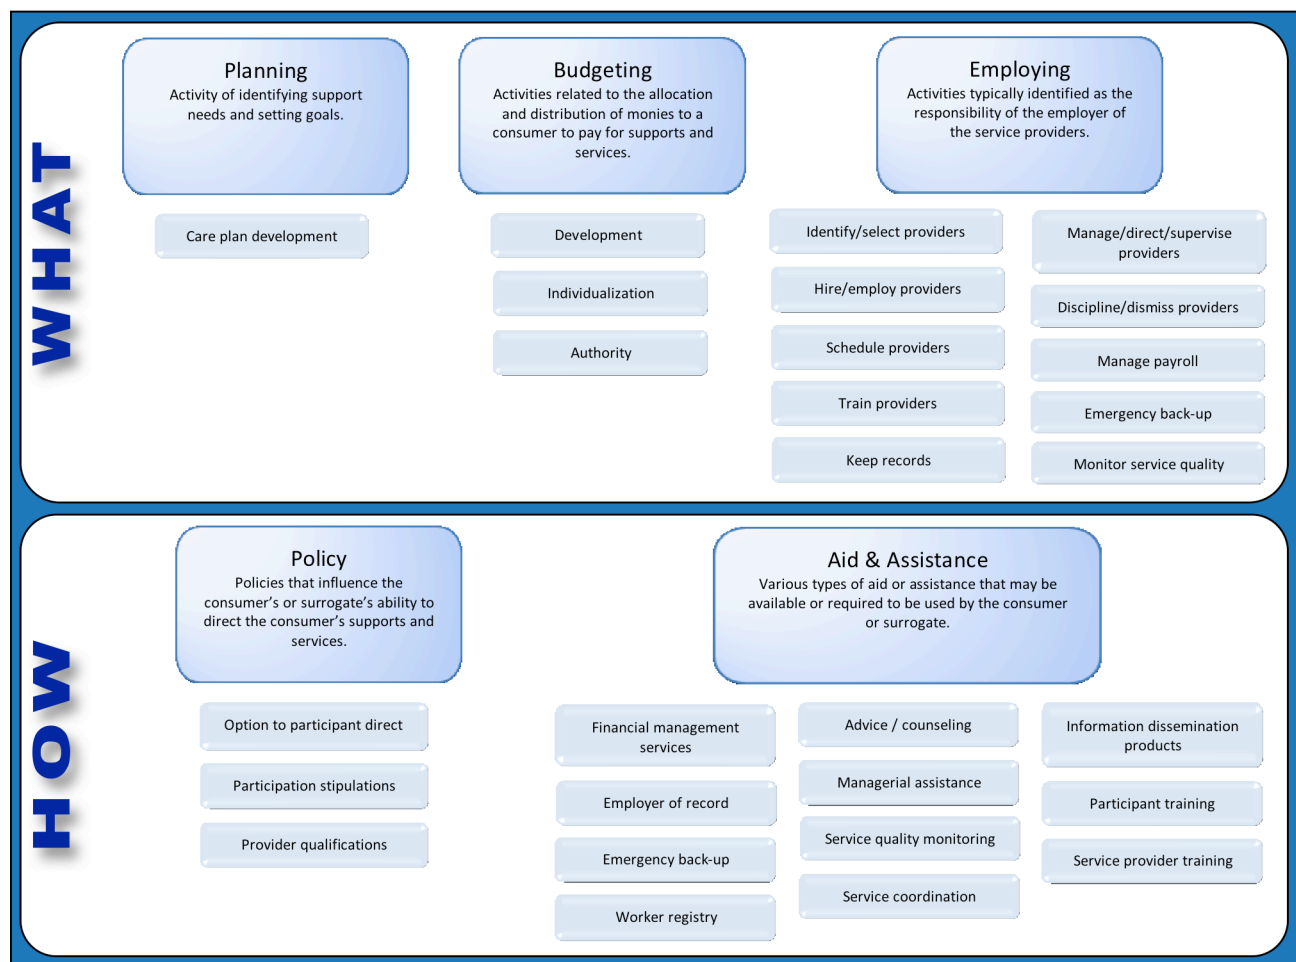 WHAT
Planning
Activity of identifying support
needs and setting goals.
Care plan development
Budgeting
Activities related to the allocation
and distribution of monies to a
consumer to pay for supports and
services.
Development
Individualization
Authority
Employing
Activities typically identified as the
responsibility of the employer of
the service providers.
Identify/select providers
Hire/employ providers
Schedule providers
Train providers
Keep records
Manage/direct/supervise
providers
Discipline/dismiss providers
Manage payroll
Emergency back-up
Monitor service quality
HOW
Policy
Policies that influence the
consumer’s or surrogate’s ability to
direct the consumer’s supports and
services.
Option to participant direct
Participation stipulations
Provider qualifications
Aid & Assistance
Various types of aid or assistance that may be
available or required to be used by the consumer
or surrogate.
Financial management
services
Employer of record
Emergency back-up
Worker registry
Advice / counseling
Managerial assistance
Service quality monitoring
Service coordination
Information dissemination
products
Participant training
Service provider training